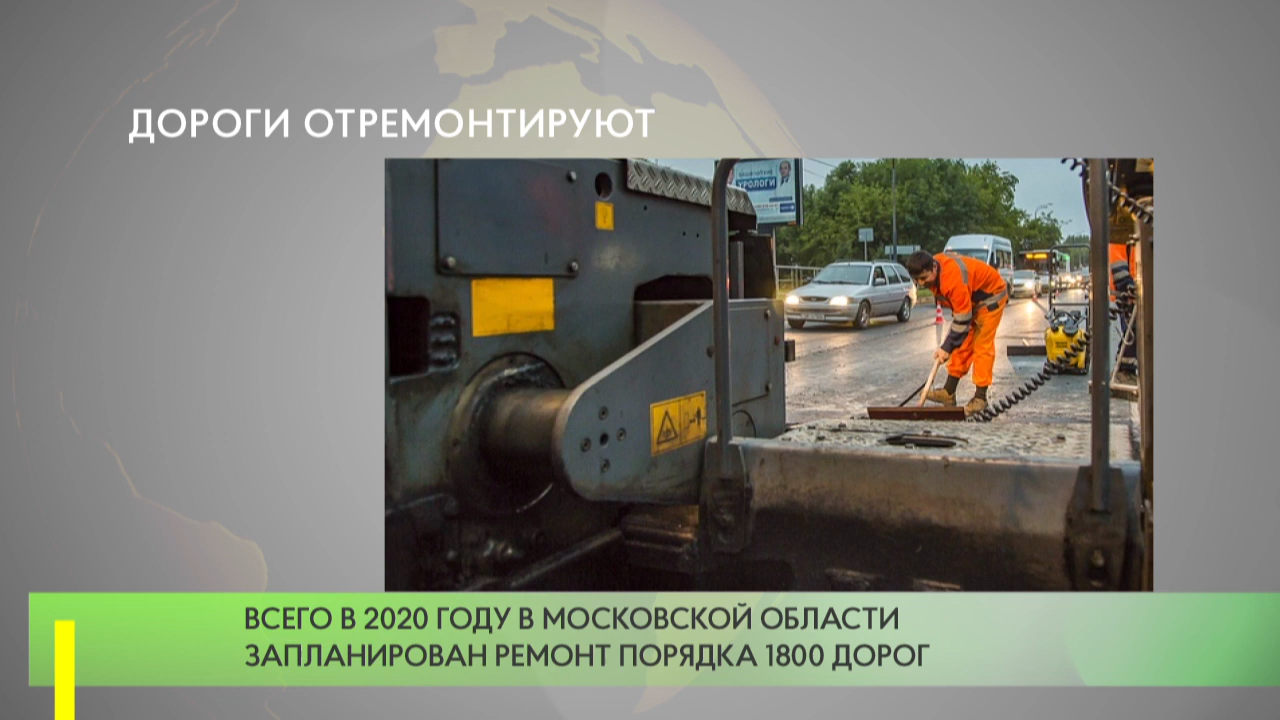 ДОРОГИ ОТРЕМОНТИРУЮТ
УРОЛОГИ
ВСЕГО В 2020 ГОДУ В МОСКОВСКОЙ ОБЛАСТИ
ЗАПЛАНИРОВАН РЕМОНТ ПОРЯДКА 1800 ДОРОГ